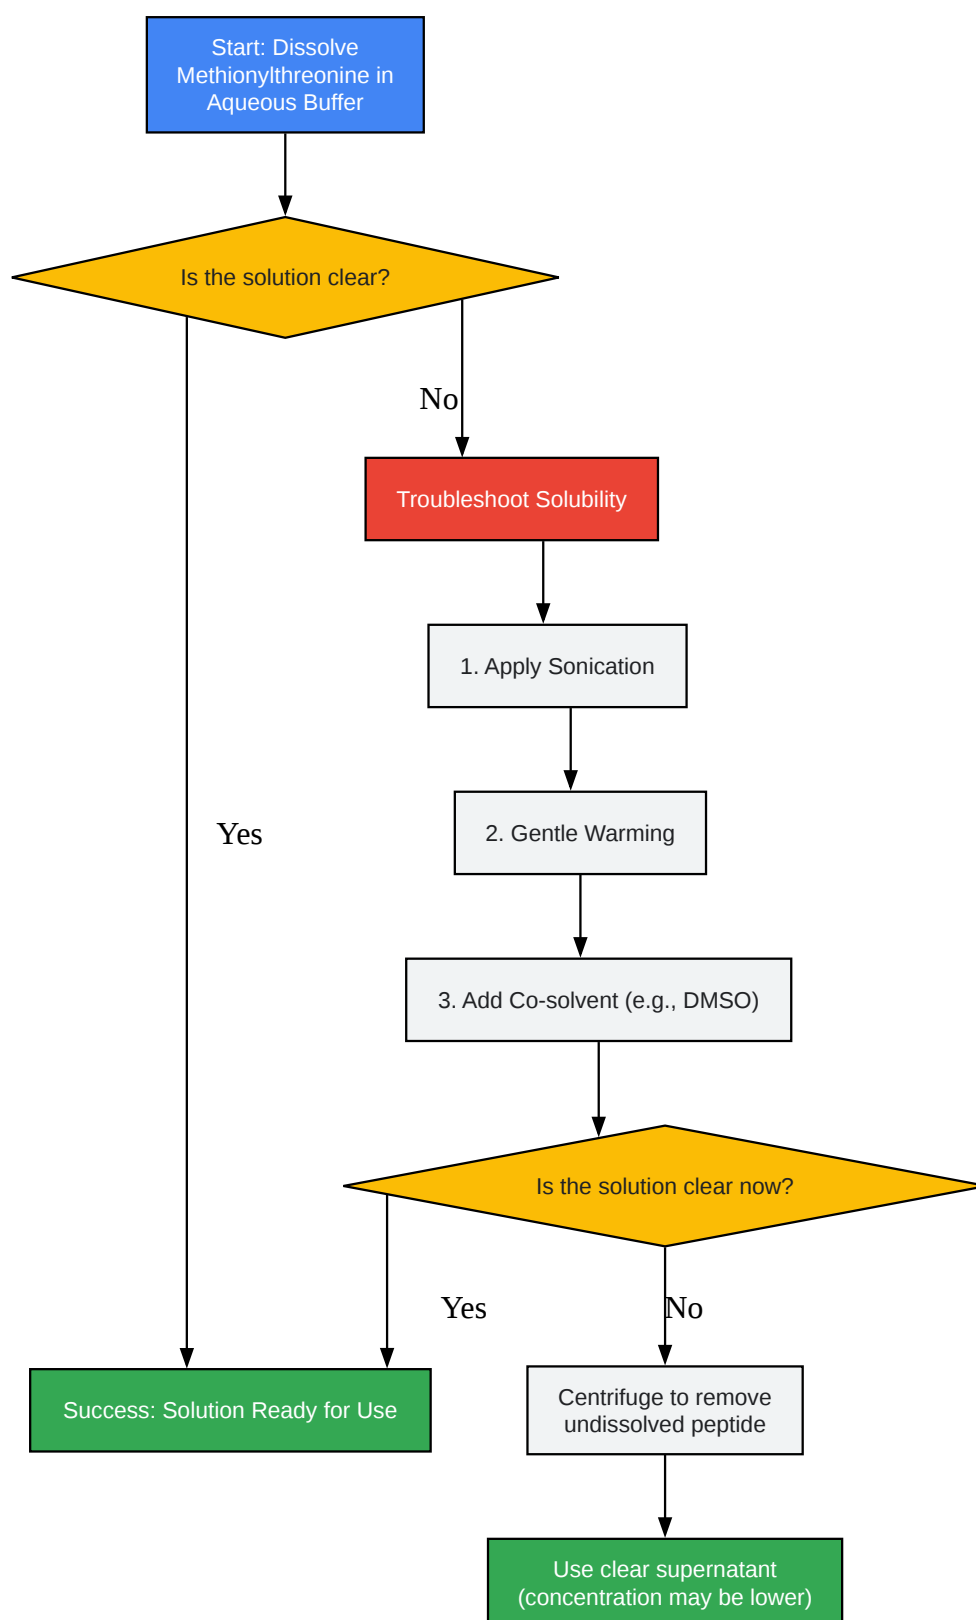 Start: Dissolve
Methionylthreonine in
Aqueous Buffer
Is the solution clear?
No
Troubleshoot Solubility
1. Apply Sonication
Yes
2. Gentle Warming
3. Add Co-solvent (e.g., DMSO)
Is the solution clear now?
Yes
No
Success: Solution Ready for Use
Centrifuge to remove
undissolved peptide
Use clear supernatant
(concentration may be lower)